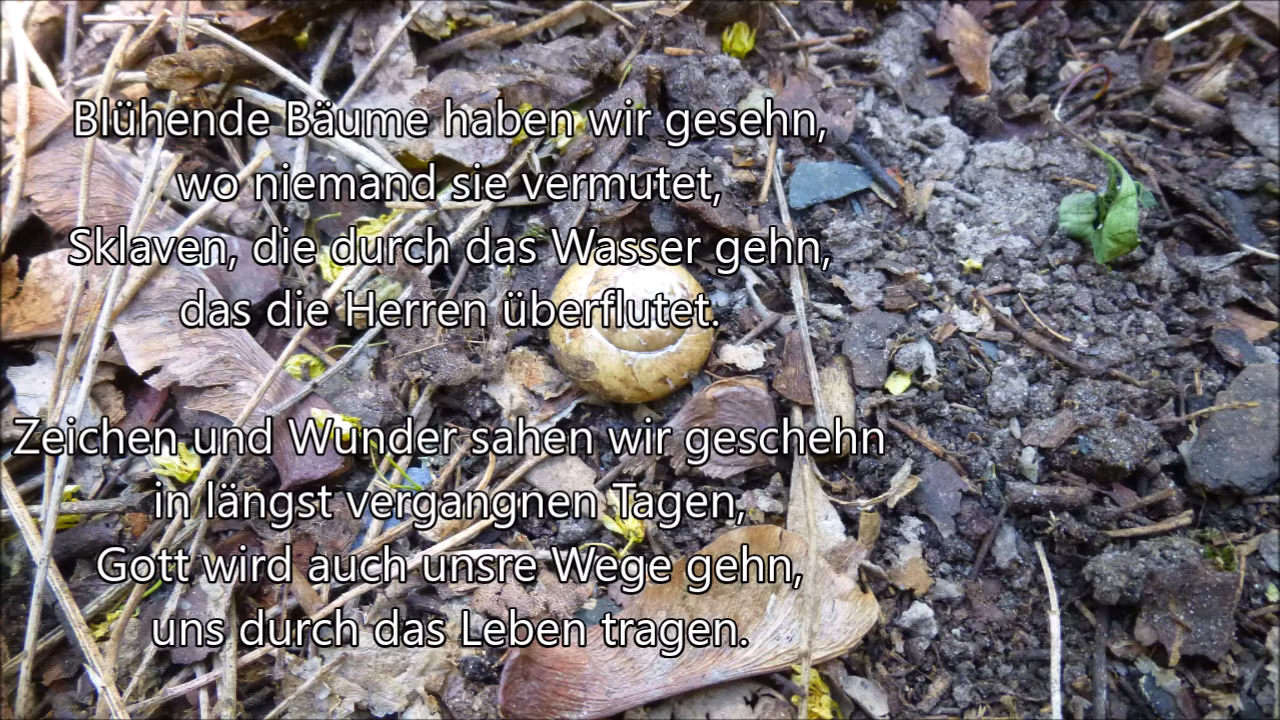 Blühende Bäume haben wir gesehn,
wo niemand sie vermutet,
Sklaven, die durch das Wasser gehn,
das die Herren überflutet.
Zeichen und Wunder sahen wir geschehn
in längst vergangnen Tagen,
Gott wird auch unsre Wege gehn,
uns durch das Leben tragen.